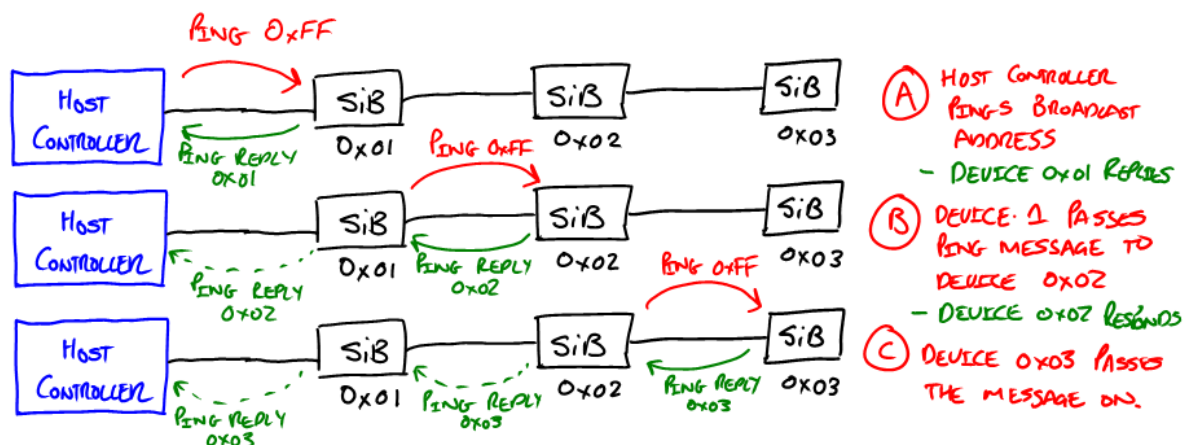 PING 0xFF
HOST
CONTROLLER
SiB
0x01
SiB
0x02
SiB
0x03
PING REPLY
0x01
A
HOST CONTROLLER
PINGS BROADCAST
ADDRESS
- DEVICE 0x01 REPLIES
PING 0xFF
HOST
CONTROLLER
SiB
0x01
SiB
0x02
SiB
0x03
PING REPLY
0x02
PING REPLY
0x02
B
DEVICE 1 PASSES
PING MESSAGE TO
DEVICE 0x02
- DEVICE 0x02 RESPONDS
PING 0xFF
HOST
CONTROLLER
SiB
0x01
SiB
0x02
SiB
0x03
PING REPLY
0x03
PING REPLY
0x03
PING REPLY
0x03
C
DEVICE 0x03 PASSES
THE MESSAGE ON.